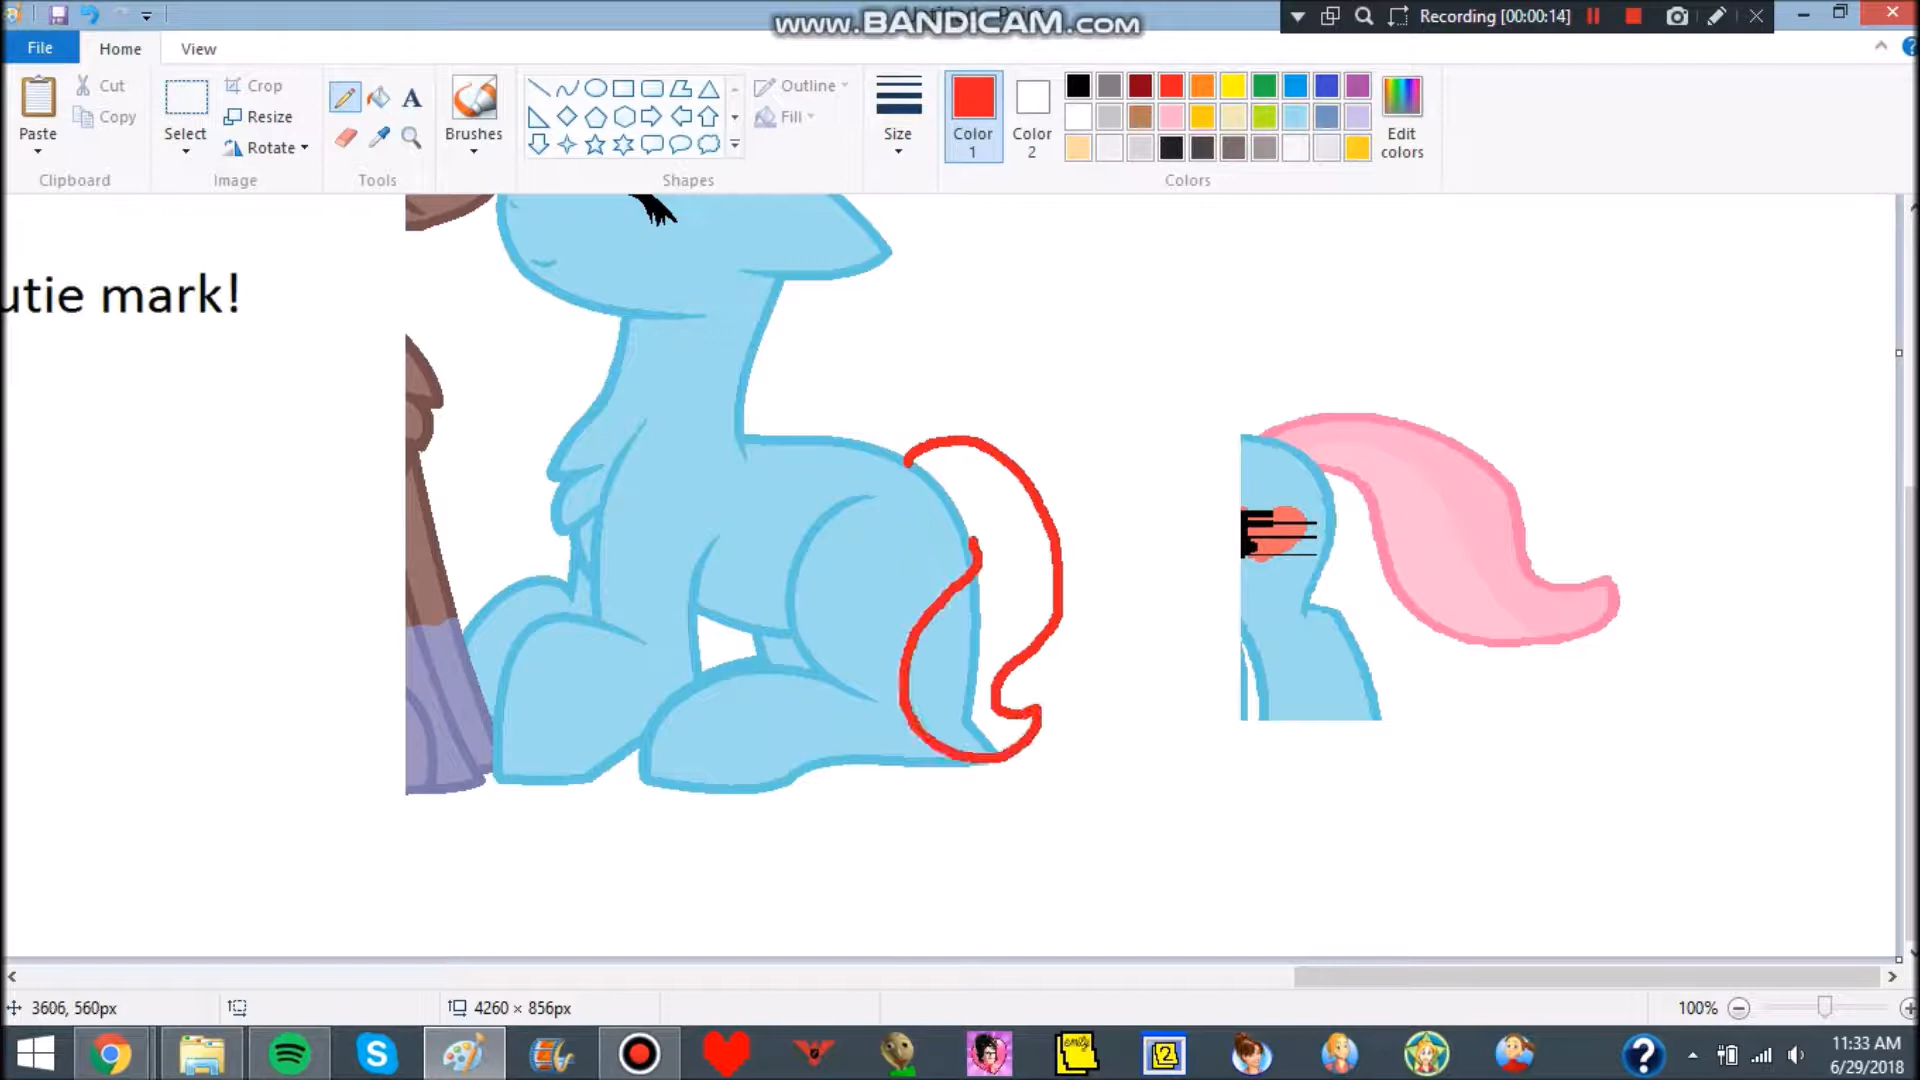 www.BANDICAM.com
Recording [00:00:14]
File
Home
View
Paste
Cut
Copy
Clipboard
Select
Crop
Resize
Rotate
Image
A
Tools
Brushes
Shapes
Outline
Fill
Size
Color
1
Color
2
Edit
colors
Colors
utie mark!
3606, 560px
4260 × 856px
100%
emily
2
11:33 AM
6/29/2018